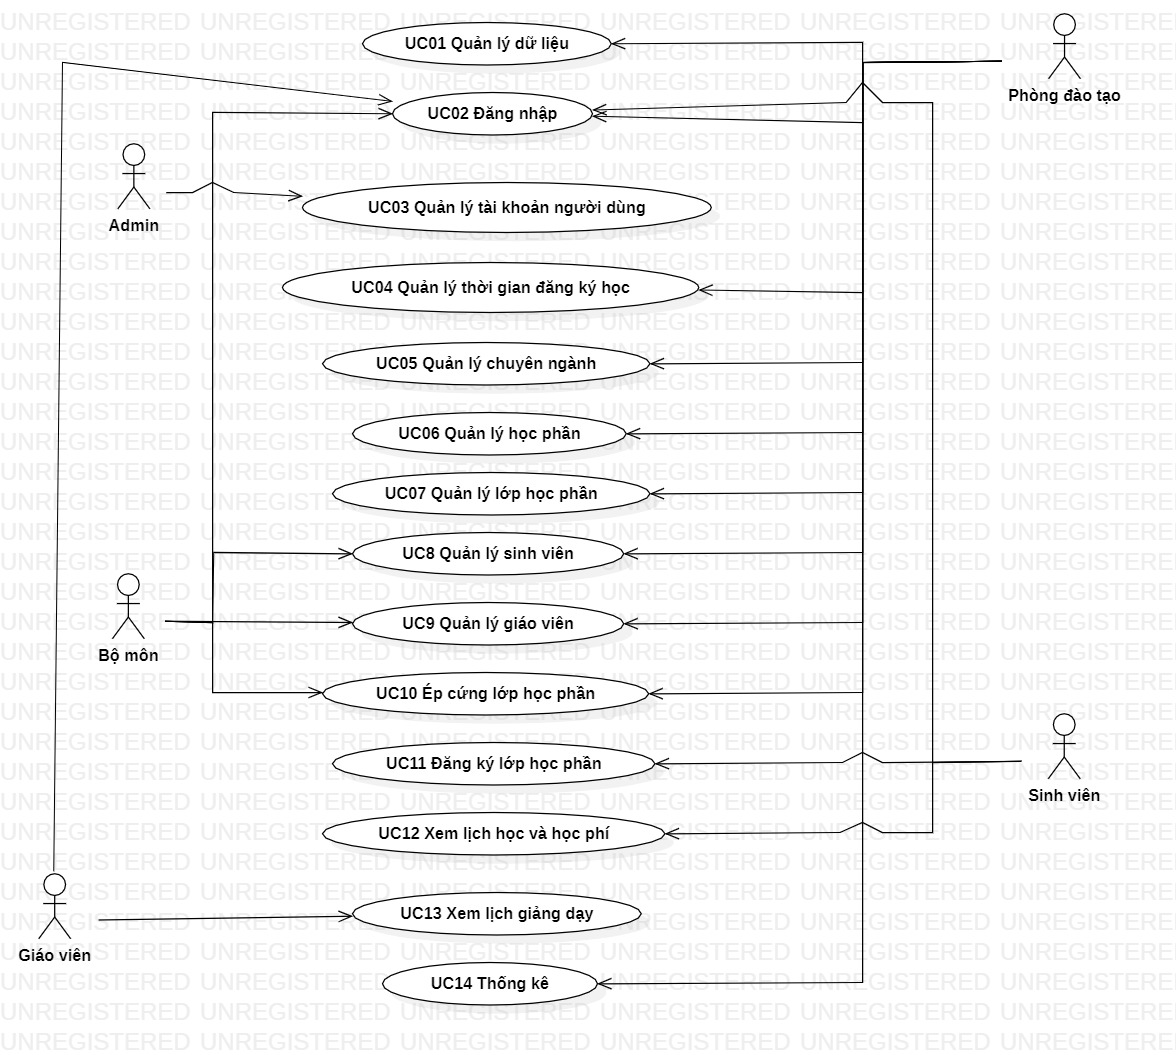 UC01 Quản lý dữ liệu
Phòng đào tạo
UC02 Đăng nhập
Admin
UC03 Quản lý tài khoản người dùng
UC04 Quản lý thời gian đăng ký học
UC05 Quản lý chuyên ngành
UC06 Quản lý học phần
UC07 Quản lý lớp học phần
UC8 Quản lý sinh viên
UC9 Quản lý giáo viên
Bộ môn
UC10 Ép cứng lớp học phần
UC11 Đăng ký lớp học phần
Sinh viên
UC12 Xem lịch học và học phí
UC13 Xem lịch giảng dạy
Giáo viên
UC14 Thống kê